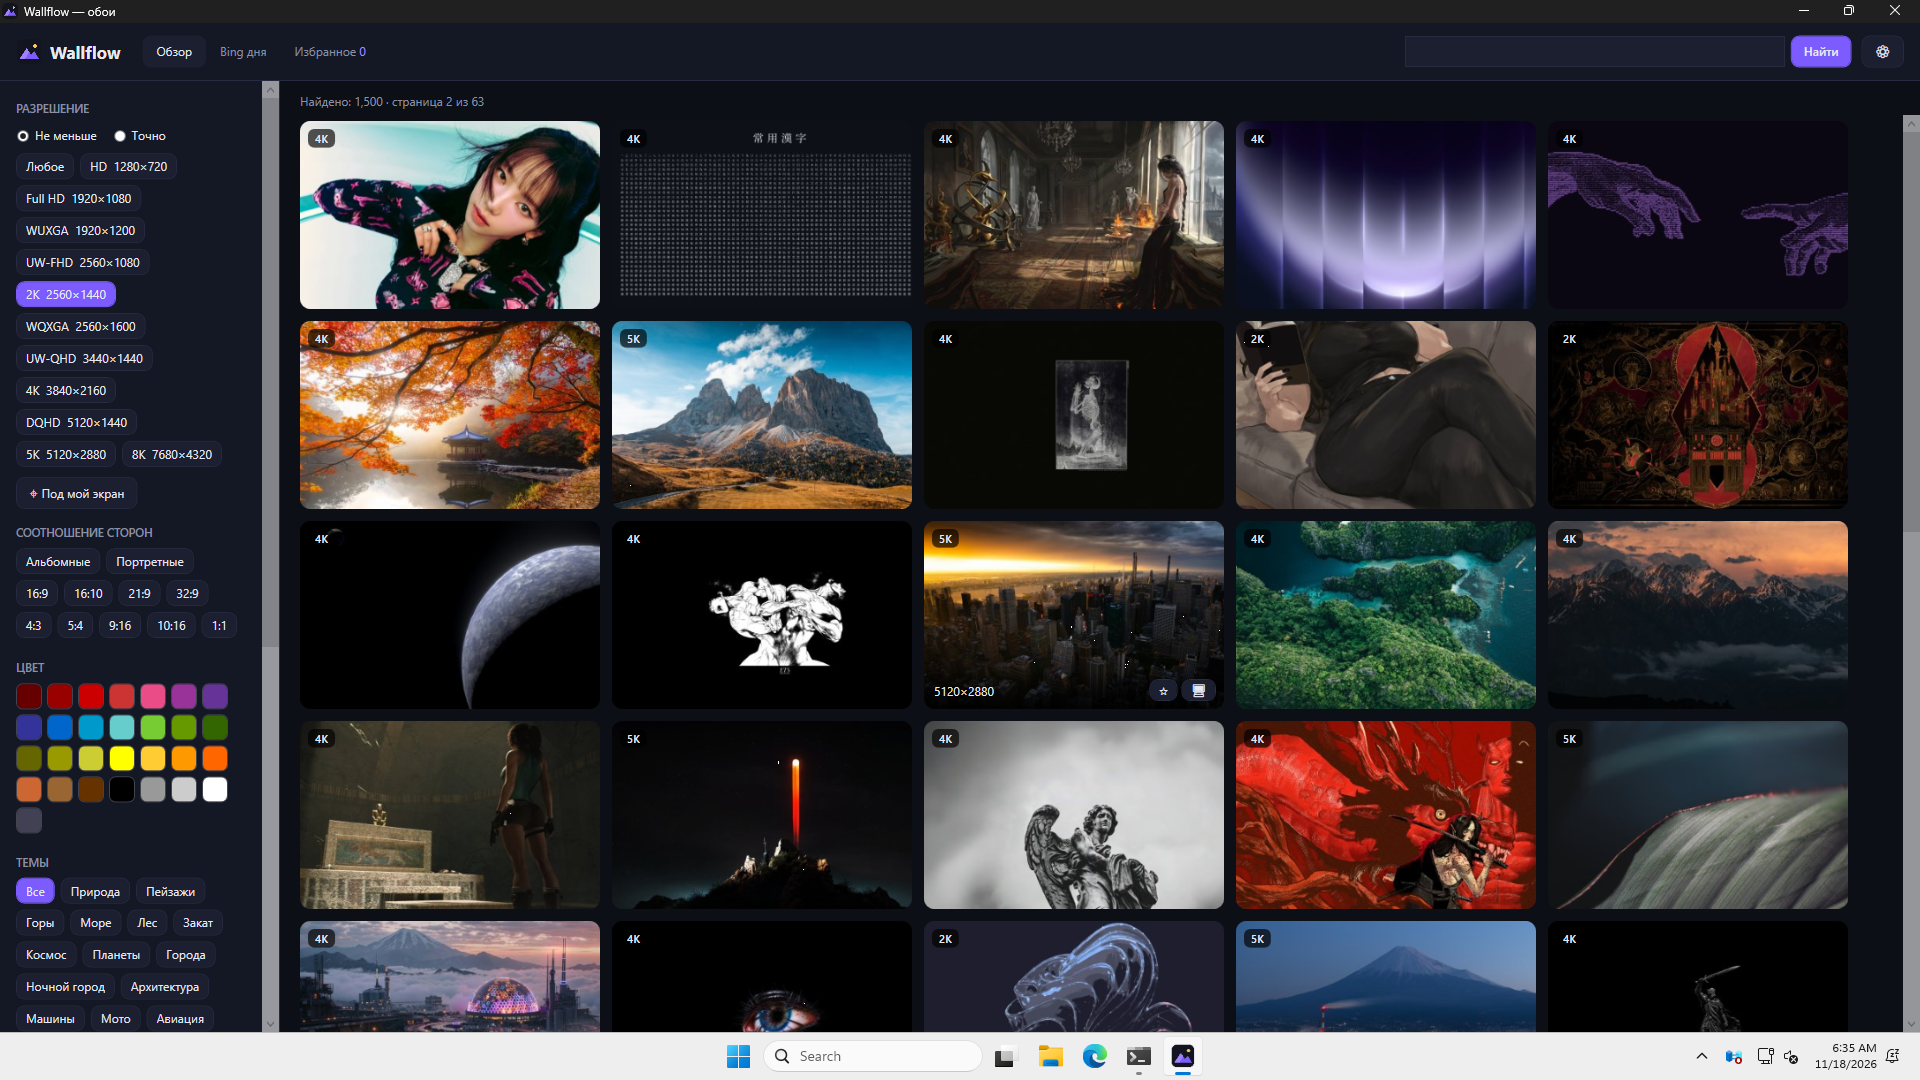 Wallflow — обои
Wallflow
Обзор
Bing дня
Избранное 0
Найти
РАЗРЕШЕНИЕ
Не меньше
Точно
Любое
HD 1280×720
Full HD 1920×1080
WUXGA 1920×1200
UW-FHD 2560×1080
2K 2560×1440
WQXGA 2560×1600
UW-QHD 3440×1440
4K 3840×2160
DQHD 5120×1440
5K 5120×2880
8K 7680×4320
Под мой экран
СООТНОШЕНИЕ СТОРОН
Альбомные
Портретные
16:9
16:10
21:9
32:9
4:3
5:4
9:16
10:16
1:1
ЦВЕТ
ТЕМЫ
Все
Природа
Пейзажи
Горы
Море
Лес
Закат
Космос
Планеты
Города
Ночной город
Архитектура
Машины
Мото
Авиация
Найдено: 1,500 · страница 2 из 63
4K
4K
常用漢字
4K
4K
4K
4K
5K
4K
2K
2K
4K
4K
5K
5120×2880
4K
4K
4K
5K
4K
4K
5K
4K
4K
2K
5K
4K
Search
6:35 AM
11/18/2026